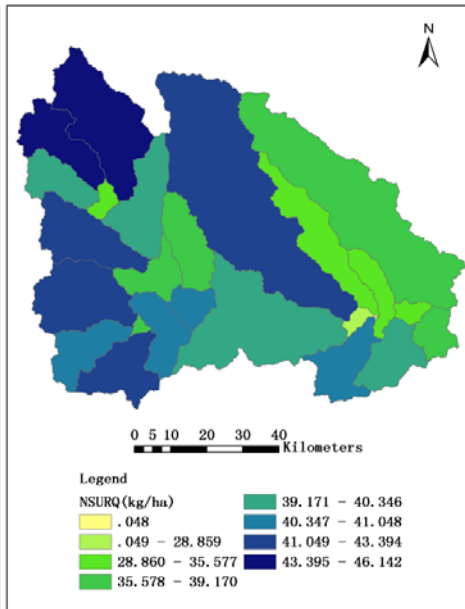 N
0 5 10 20 30 40
Kilometers
Legend
NSURQ(kg/ha)
.048
.049 - 28.859
28.860 - 35.577
35.578 - 39.170
39.171 - 40.346
40.347 - 41.048
41.049 - 43.394
43.395 - 46.142